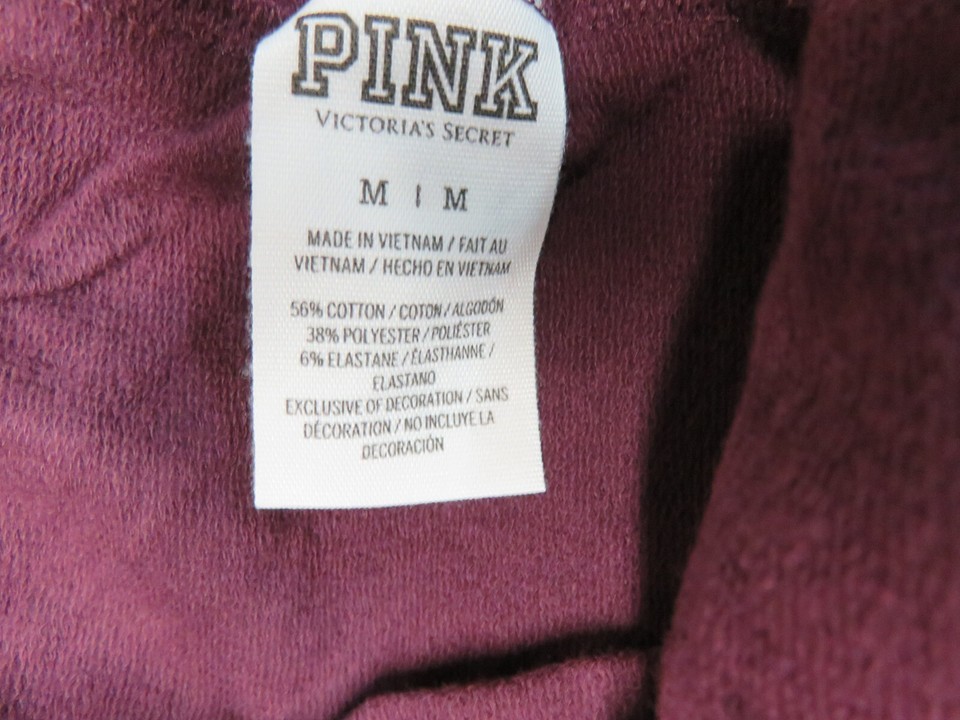 PINK
VICTORIA'S SECRET
M | M
MADE IN VIETNAM / FAIT AU
VIETNAM / HECHO EN VIETNAM
56% COTTON / COTON / ALGODÓN
38% POLYESTER / POLIÉSTER
6% ELASTANE / ÉLASTHANNE /
ELASTANO
EXCLUSIVE OF DECORATION / SANS
DÉCORATION / NO INCLUYE LA
DECORACIÓN